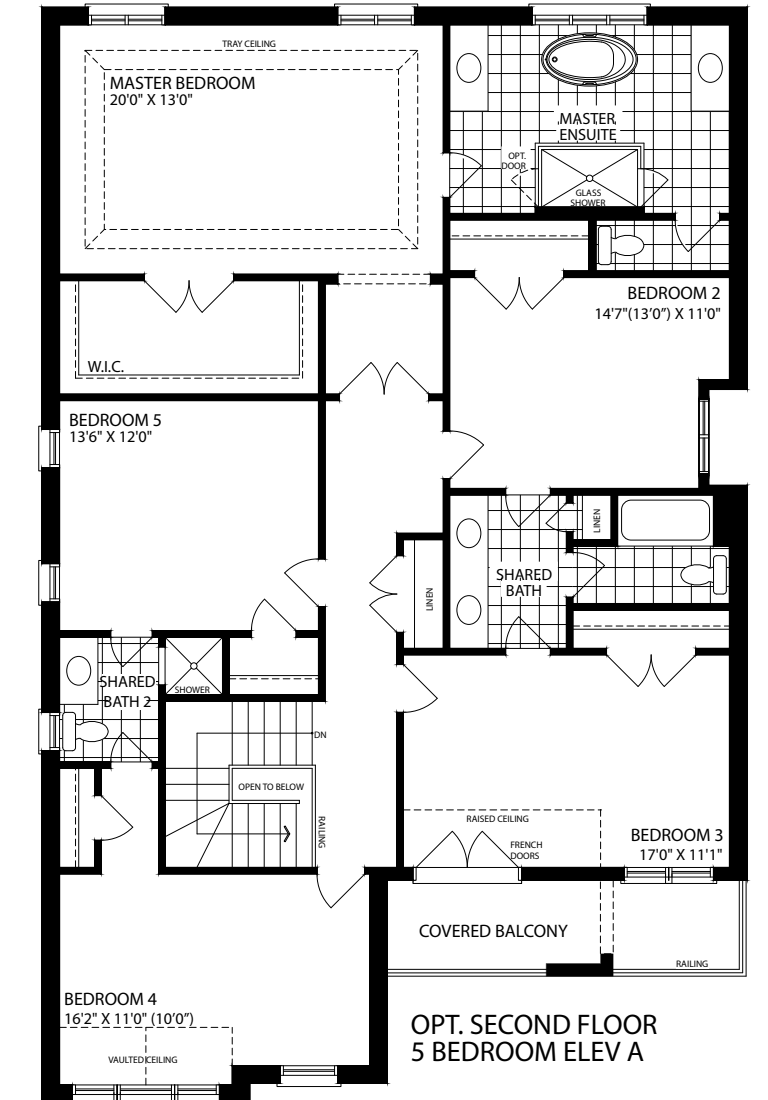 TRAY CEILING
MASTER BEDROOM
20'0" X 13'0"
MASTER
ENSUITE
OPT.
DOOR
GLASS
SHOWER
BEDROOM 2
14'7"(13'0") X 11'0"
W.I.C.
BEDROOM 5
13'6" X 12'0"
LINEN
SHARED
BATH
LINEN
SHARED
BATH 2
SHOWER
DN
OPEN TO BELOW
RAILING
RAISED CEILING
FRENCH
DOORS
BEDROOM 3
17'0" X 11'1"
COVERED BALCONY
RAILING
BEDROOM 4
16'2" X 11'0" (10'0")
VAULTED CEILING
OPT. SECOND FLOOR
5 BEDROOM ELEV A